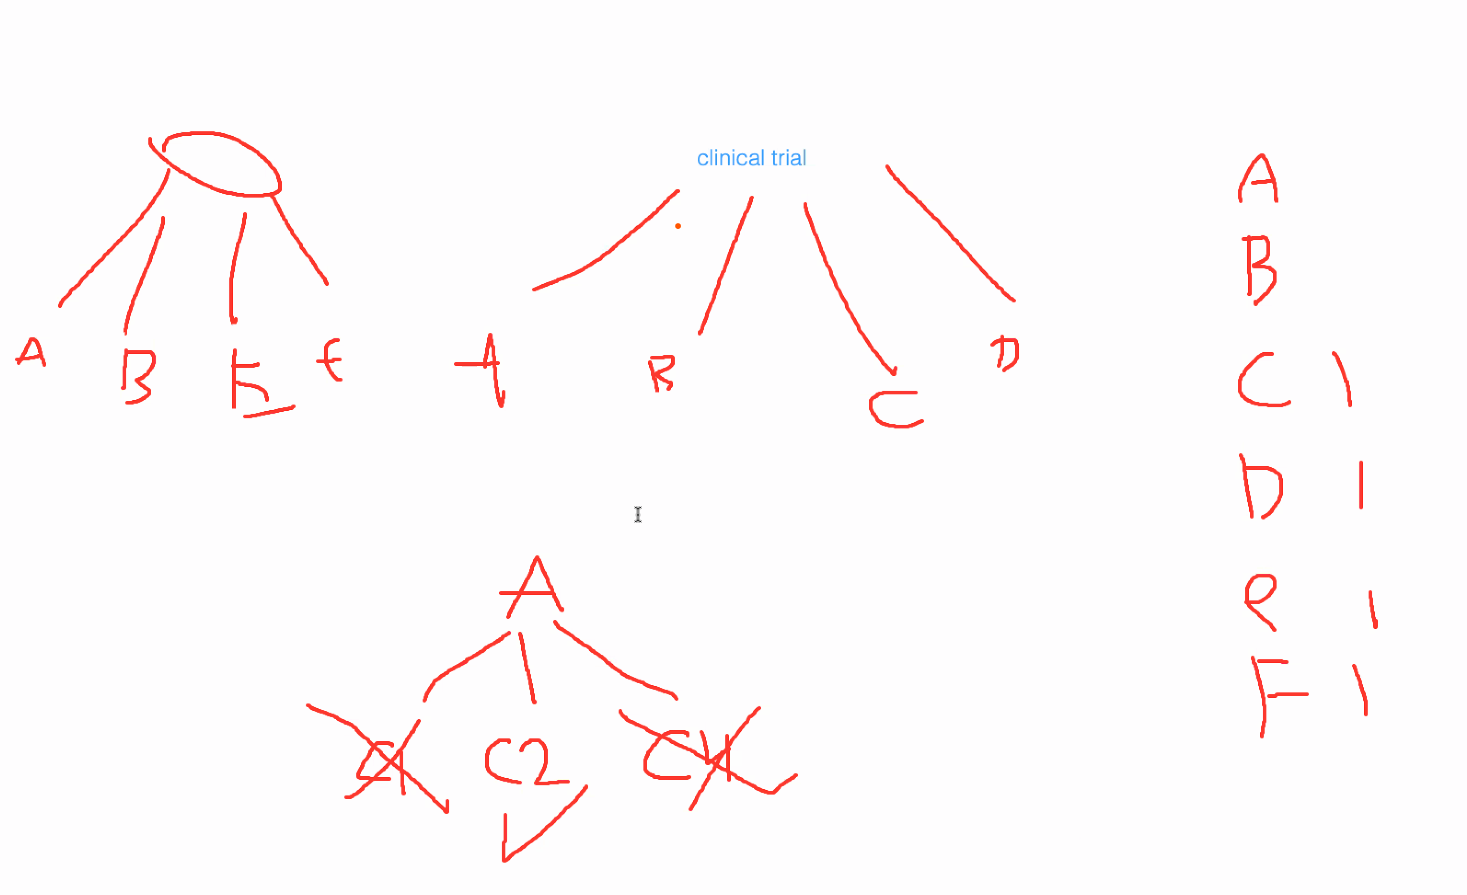 clinical trial
A B E
A B C D
A
C1 C2 C4
A
B
C 1
D 1
e 1
F 1